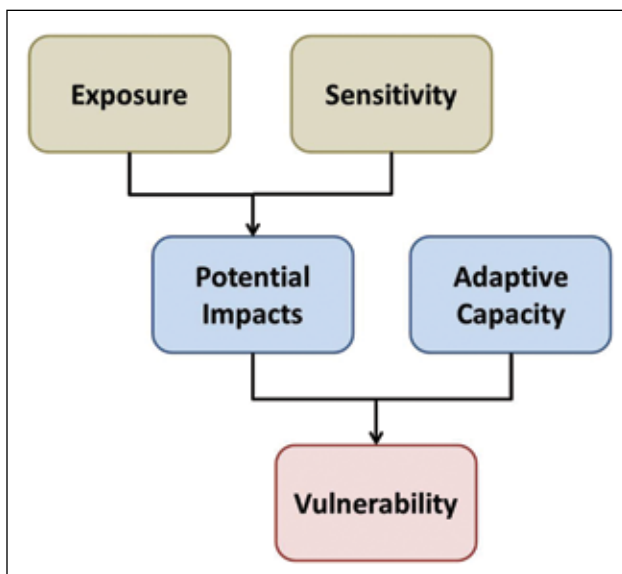 Exposure
Sensitivity
Potential
Impacts
Adaptive
Capacity
Vulnerability